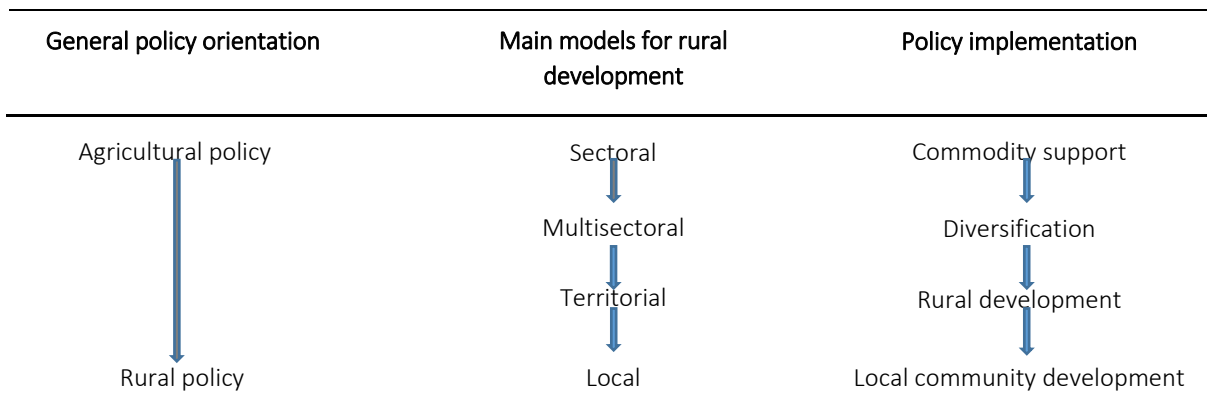 General policy orientation
Main models for rural
development
Policy implementation
Agricultural policy
Sectoral
Commodity support
Multisectoral
Diversification
Territorial
Rural development
Rural policy
Local
Local community development